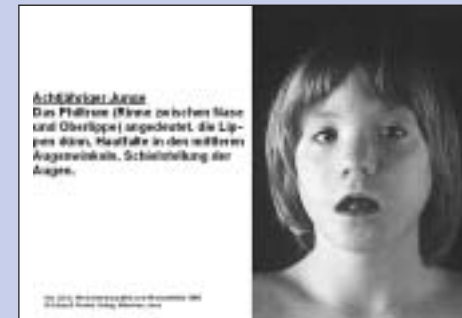 Achtjähriger Junge
Das Philtrum (Rinne zwischen Nase
und Oberlippe) angedeutet, die Lip-
pen dünn, Hautfalte in den mittleren
Augenwinkeln. Schielstellung der
Augen.